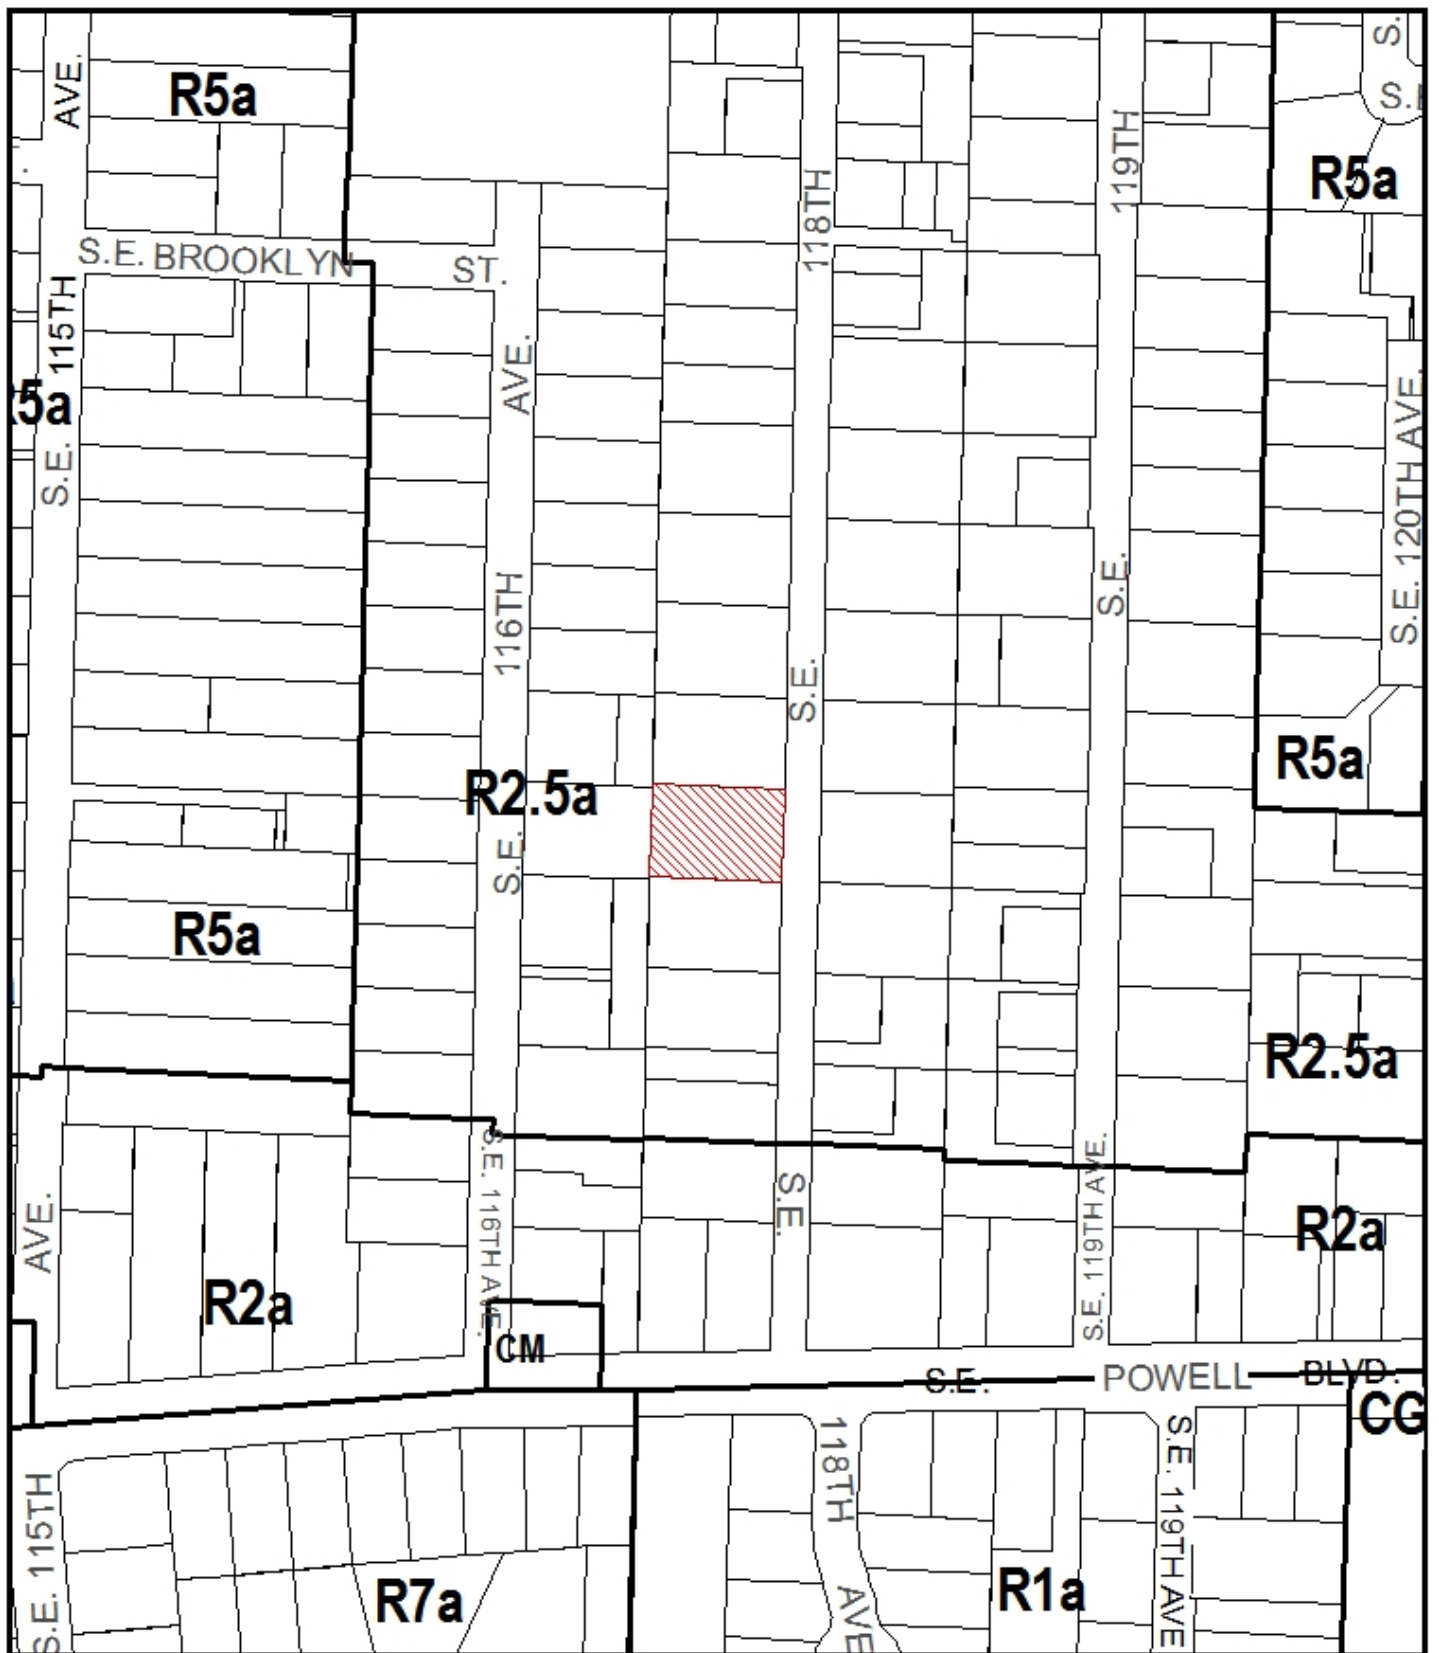 AVE.
R5a
S.
S.E
119TH
R5a
118TH
S.E. BROOKLYN ST.
115TH
AVE.
R5a
S.E. 120TH AVE.
S.E.
S.E.
116TH
S.E.
R5a
R2.5a
S.E.
R5a
R2.5a
S.E. 116TH AVE.
S.E. 119TH AVE.
S.E.
AVE.
R2a
R2a
CM
S.E. POWELL BLVD.
CG
118TH
S.E. 119TH AVE
S.E. 115TH
R7a
R1a
AVE